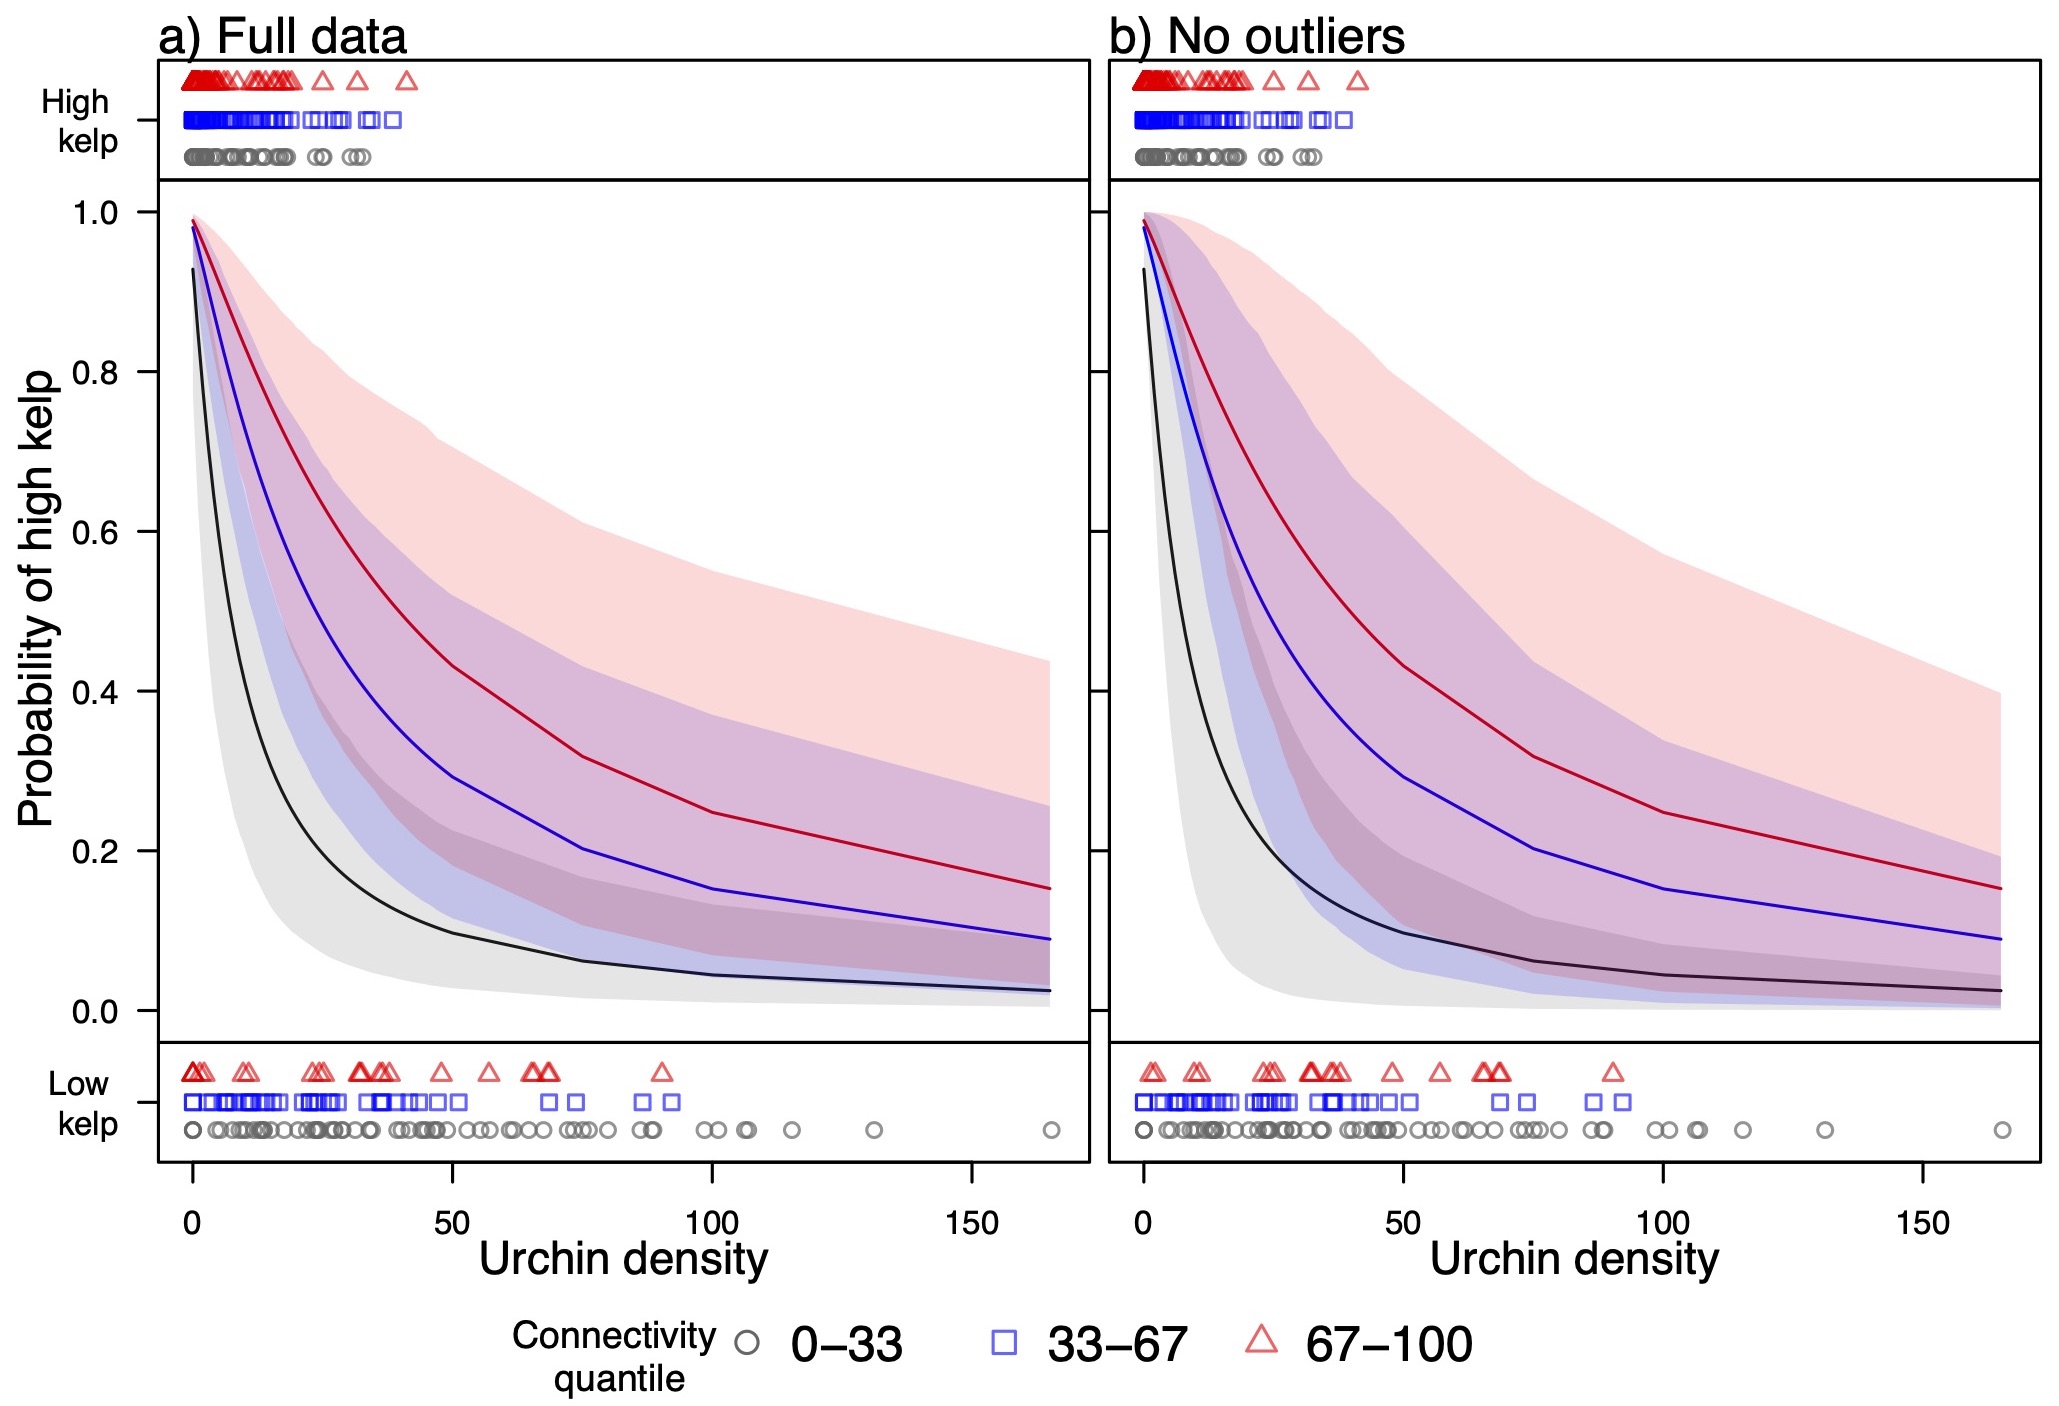 a) Full data
b) No outliers
High
kelp
1.0
0.8
0.6
0.4
0.2
0.0
Probability of high kelp
Low
kelp
0 50 100 150
0 50 100 150
Urchin density
Urchin density
Connectivity
quantile
0–33
33–67
67–100